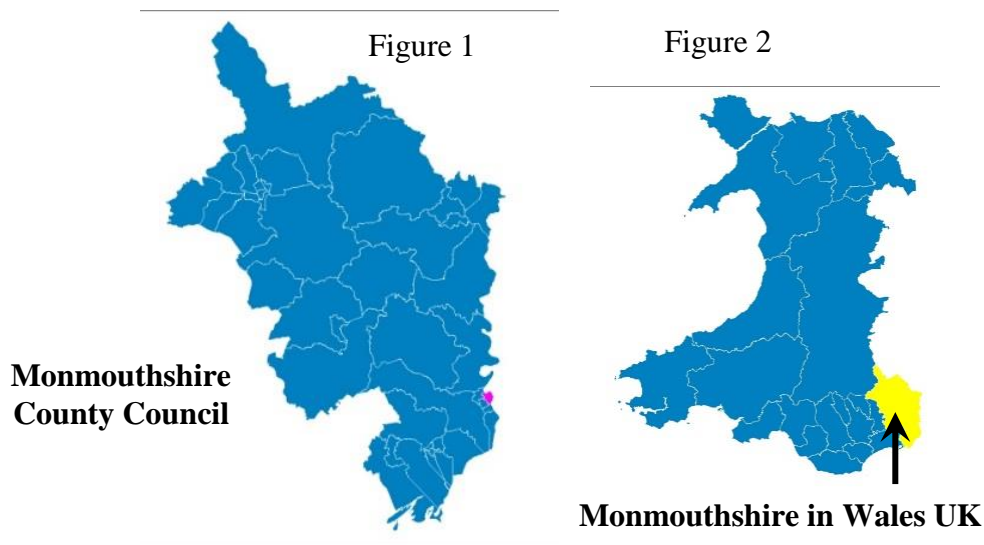 Figure 1
Figure 2
Monmouthshire
County Council
Monmouthshire in Wales UK